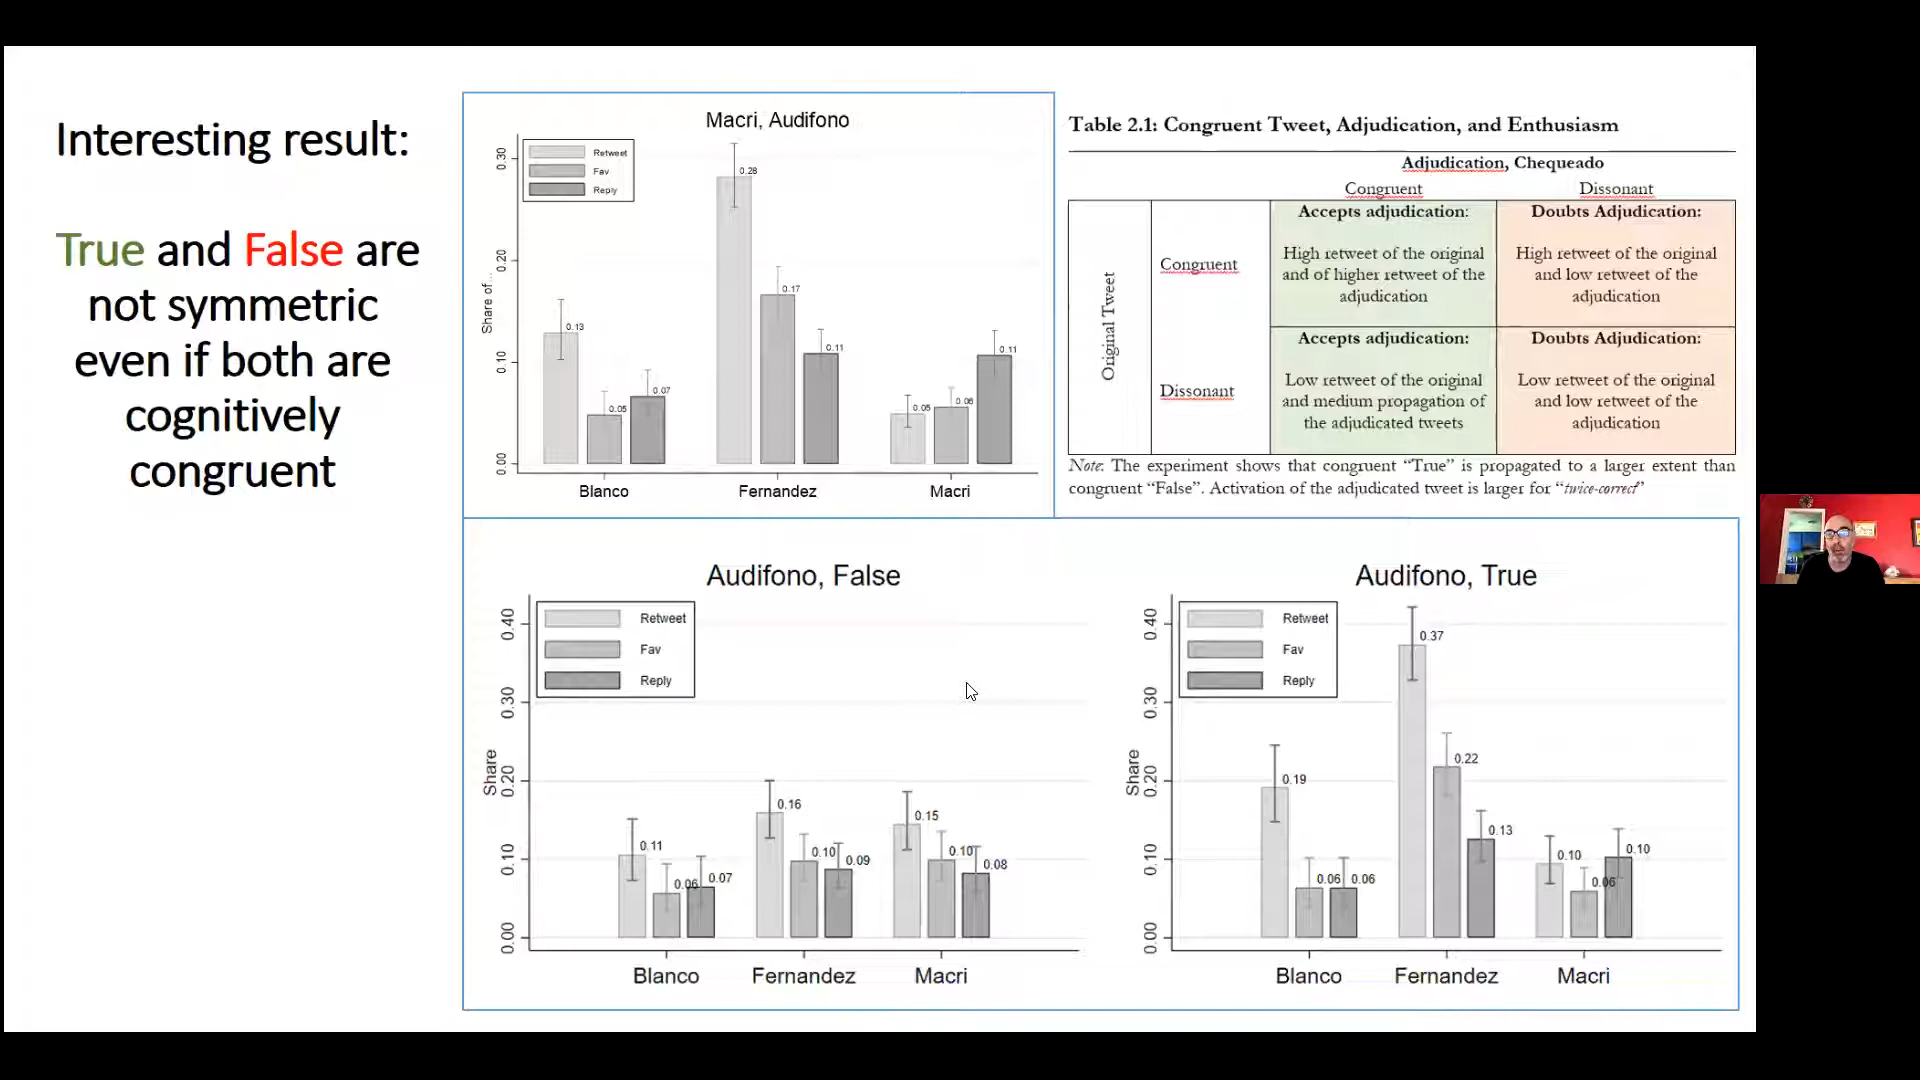 Interesting result:
True and False are
not symmetric
even if both are
cognitively
congruent
Macri, Audifono
Retweet
Fav
Reply
Share of...
0.30
0.20
0.10
0.00
0.13
0.05
0.07
0.28
0.17
0.11
0.05
0.06
0.11
Blanco
Fernandez
Macri
Table 2.1: Congruent Tweet, Adjudication, and Enthusiasm
Adjudication, Chequeado
Congruent
Dissonant
Original Tweet
Congruent
Accepts adjudication:
High retweet of the original
and of higher retweet of the
adjudication
Doubts Adjudication:
High retweet of the original
and low retweet of the
adjudication
Dissonant
Accepts adjudication:
Low retweet of the original
and medium propagation of
the adjudicated tweets
Doubts Adjudication:
Low retweet of the original
and low retweet of the
adjudication
Note: The experiment shows that congruent “True” is propagated to a larger extent than
congruent “False”. Activation of the adjudicated tweet is larger for “twice-correct”
Audifono, False
Retweet
Fav
Reply
Share
0.40
0.30
0.20
0.10
0.00
0.11
0.06
0.07
0.16
0.10
0.09
0.15
0.10
0.08
Blanco
Fernandez
Macri
Audifono, True
Retweet
Fav
Reply
Share
0.40
0.30
0.20
0.10
0.00
0.19
0.06
0.06
0.37
0.22
0.13
0.10
0.06
0.10
Blanco
Fernandez
Macri